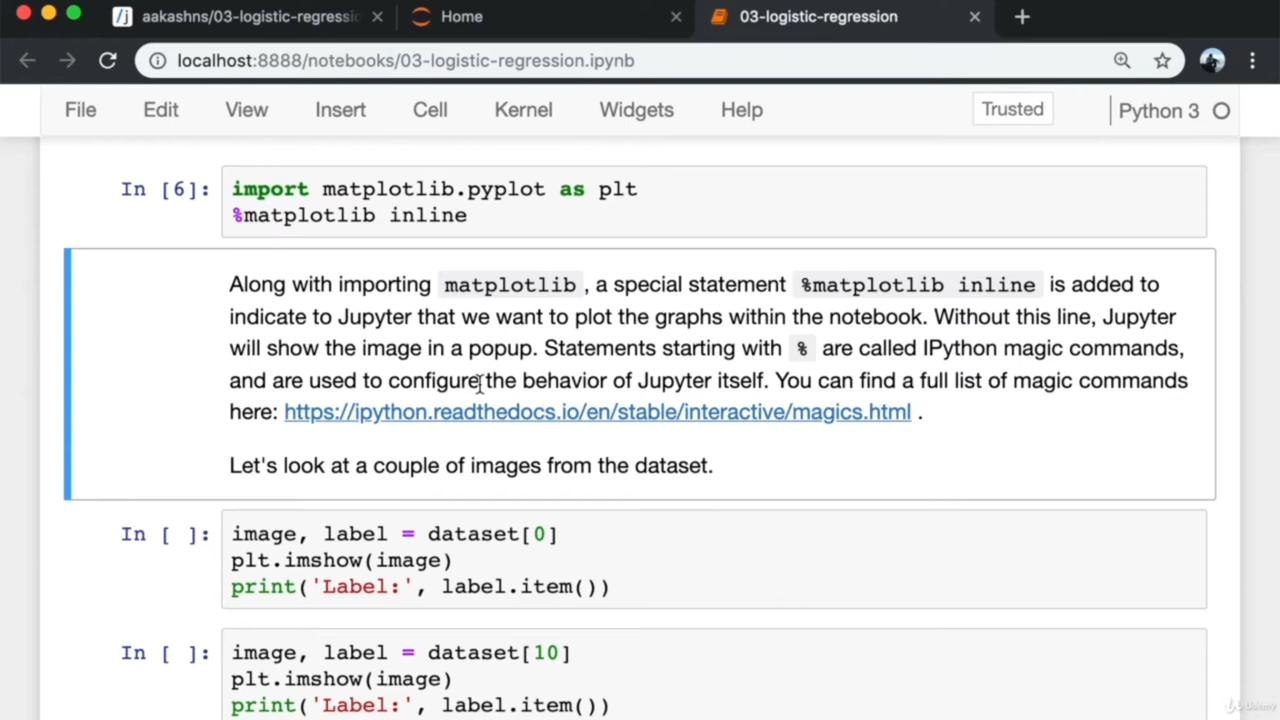 aakashns/03-logistic-regressic
Home
03-logistic-regression
localhost:8888/notebooks/03-logistic-regression.ipynb
File Edit View Insert Cell Kernel Widgets Help Trusted Python 3
In [6]: import matplotlib.pyplot as plt
%matplotlib inline
Along with importing matplotlib , a special statement %matplotlib inline is added to
indicate to Jupyter that we want to plot the graphs within the notebook. Without this line, Jupyter
will show the image in a popup. Statements starting with % are called IPython magic commands,
and are used to configure the behavior of Jupyter itself. You can find a full list of magic commands
here: https://ipython.readthedocs.io/en/stable/interactive/magics.html .
Let's look at a couple of images from the dataset.
In [ ]: image, label = dataset[0]
plt.imshow(image)
print('Label:', label.item())
In [ ]: image, label = dataset[10]
plt.imshow(image)
print('Label:', label.item())
Udemy